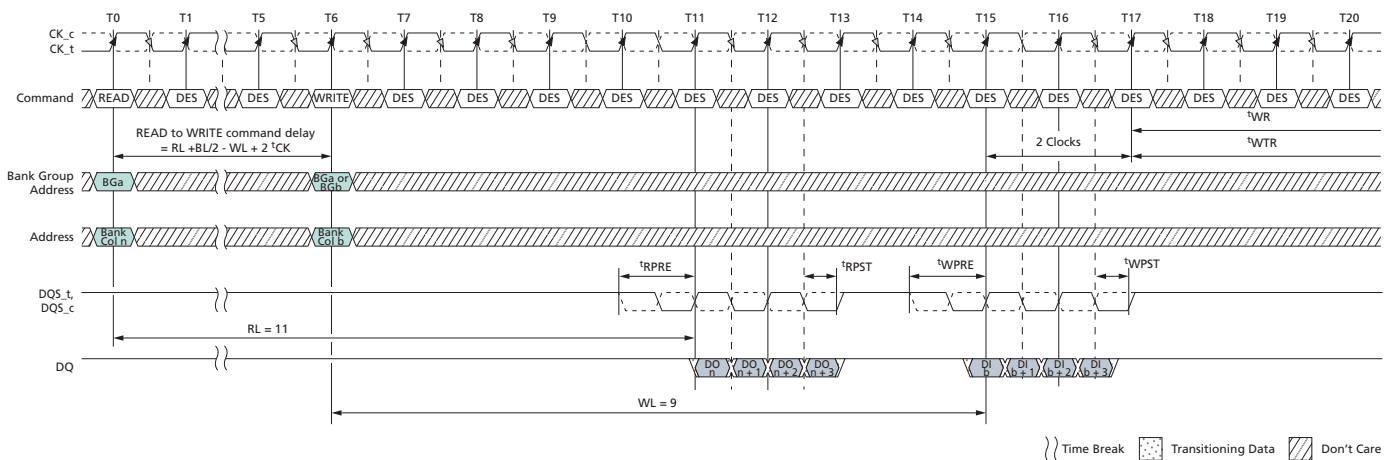 T0 T1 T5 T6 T7 T8 T9 T10 T11 T12 T13 T14 T15 T16 T17 T18 T19 T20
CK_c
CK_t
Command READ DES DES WRITE DES DES DES DES DES DES DES DES DES DES DES DES DES DES
READ to WRITE command delay
= RL +BL/2 - WL + 2 tCK
2 Clocks
tWR
tWTR
Bank Group
Address
BGa
BGa or
BGb
Address
Bank
Col n
Bank
Col b
tRPRE tRPST tWPRE tWPST
DQS_t,
DQS_c
RL = 11
DQ
DO
n
DO
n + 1
DO
n + 2
DO
n + 3
DI
b
DI
b + 1
DI
b + 2
DI
b + 3
WL = 9
Time Break Transitioning Data Don't Care